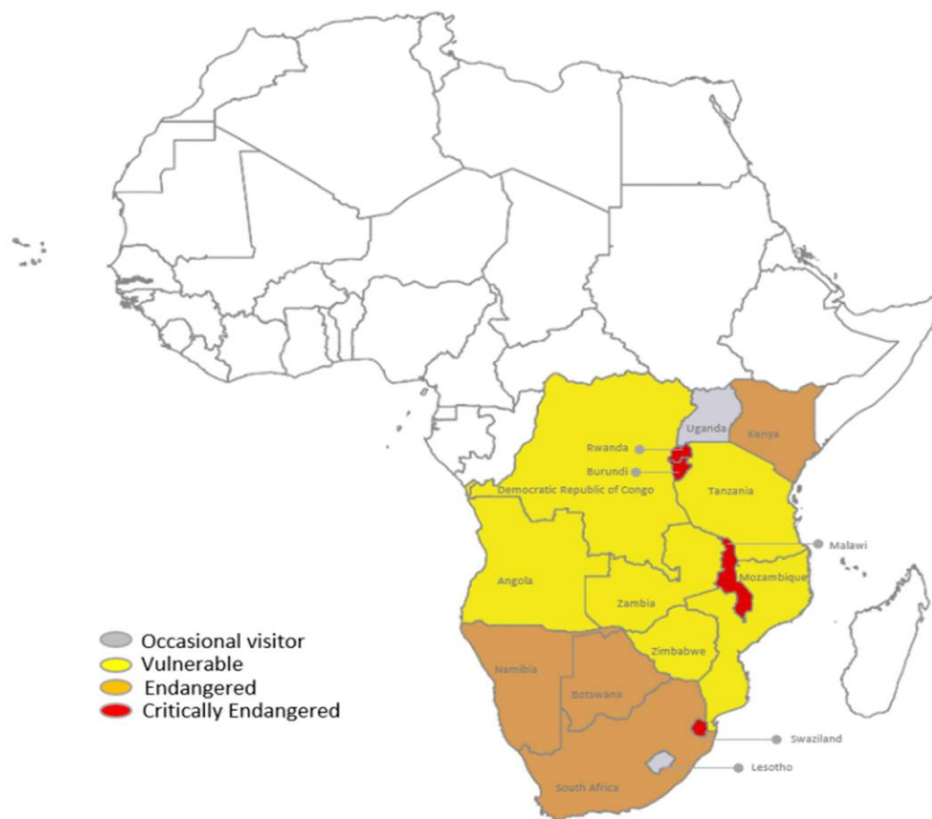 Uganda
Kenya
Rwanda
Burundi
Democratic Republic of Congo
Tanzania
Malawi
Mozambique
Angola
Zambia
Zimbabwe
Namibia
Botswana
Swaziland
Lesotho
South Africa
Occasional visitor
Vulnerable
Endangered
Critically Endangered